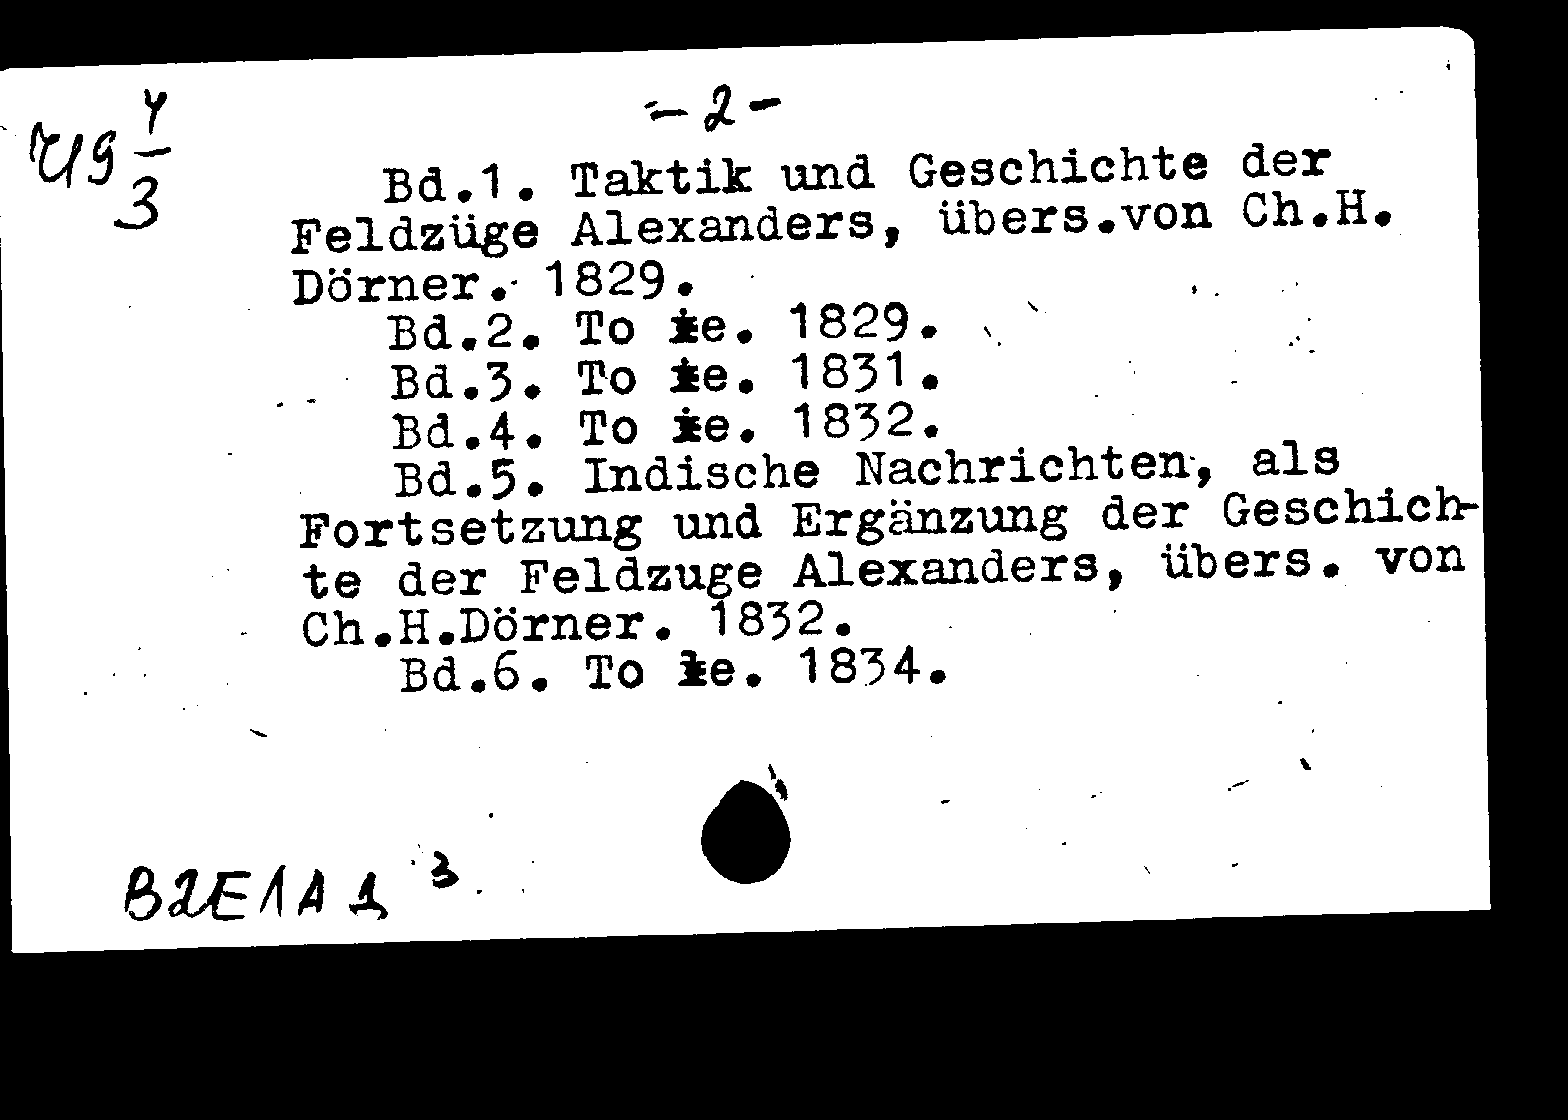 - 2 -
И9 4/3
Bd.1. Taktik und Geschichte der
Feldzüge Alexanders, übers.von Ch.H.
Dörner. 1829.
Bd.2. To же. 1829.
Bd.3. To же. 1831.
Bd.4. To же. 1832.
Bd.5. Indische Nachrichten, als
Fortsetzung und Ergänzung der Geschich-
te der Feldzuge Alexanders, übers. von
Ch.H.Dörner. 1832.
Bd.6. To же. 1834.
B2E1A1 3